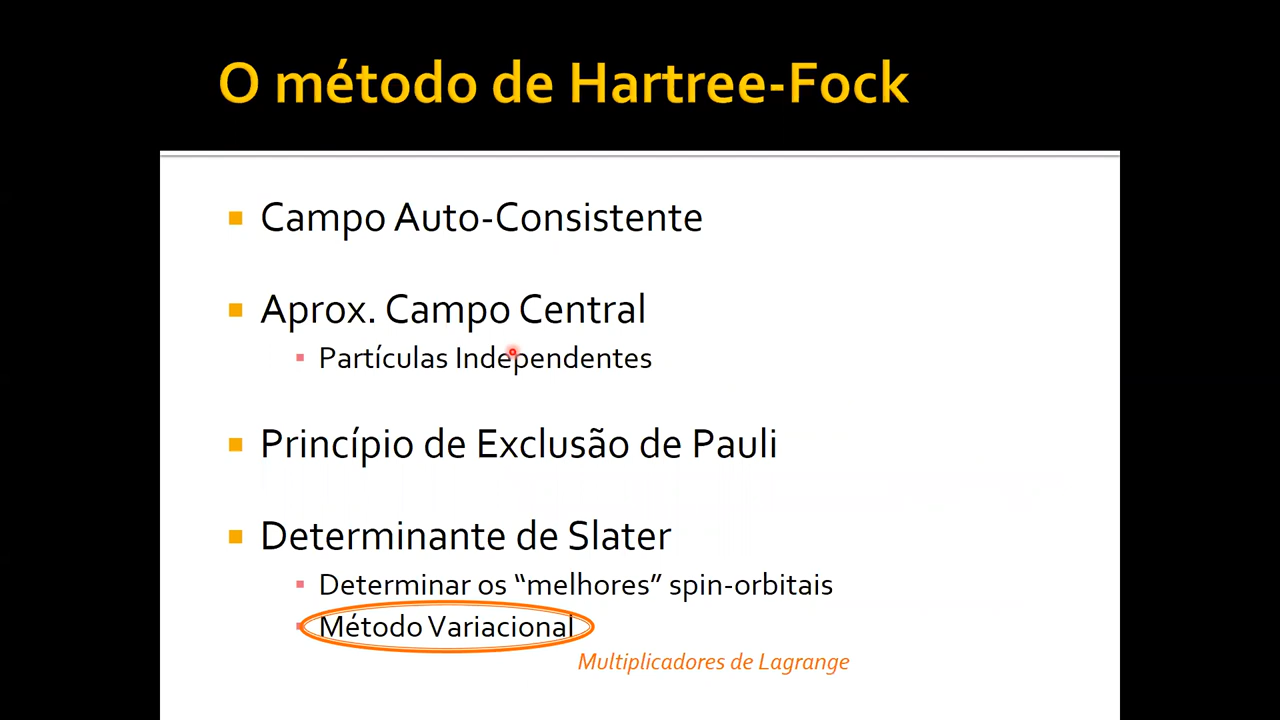 O método de Hartree-Fock
Campo Auto-Consistente
Aprox. Campo Central
Partículas Independentes
Princípio de Exclusão de Pauli
Determinante de Slater
Determinar os “melhores” spin-orbitais
Método Variacional
Multiplicadores de Lagrange